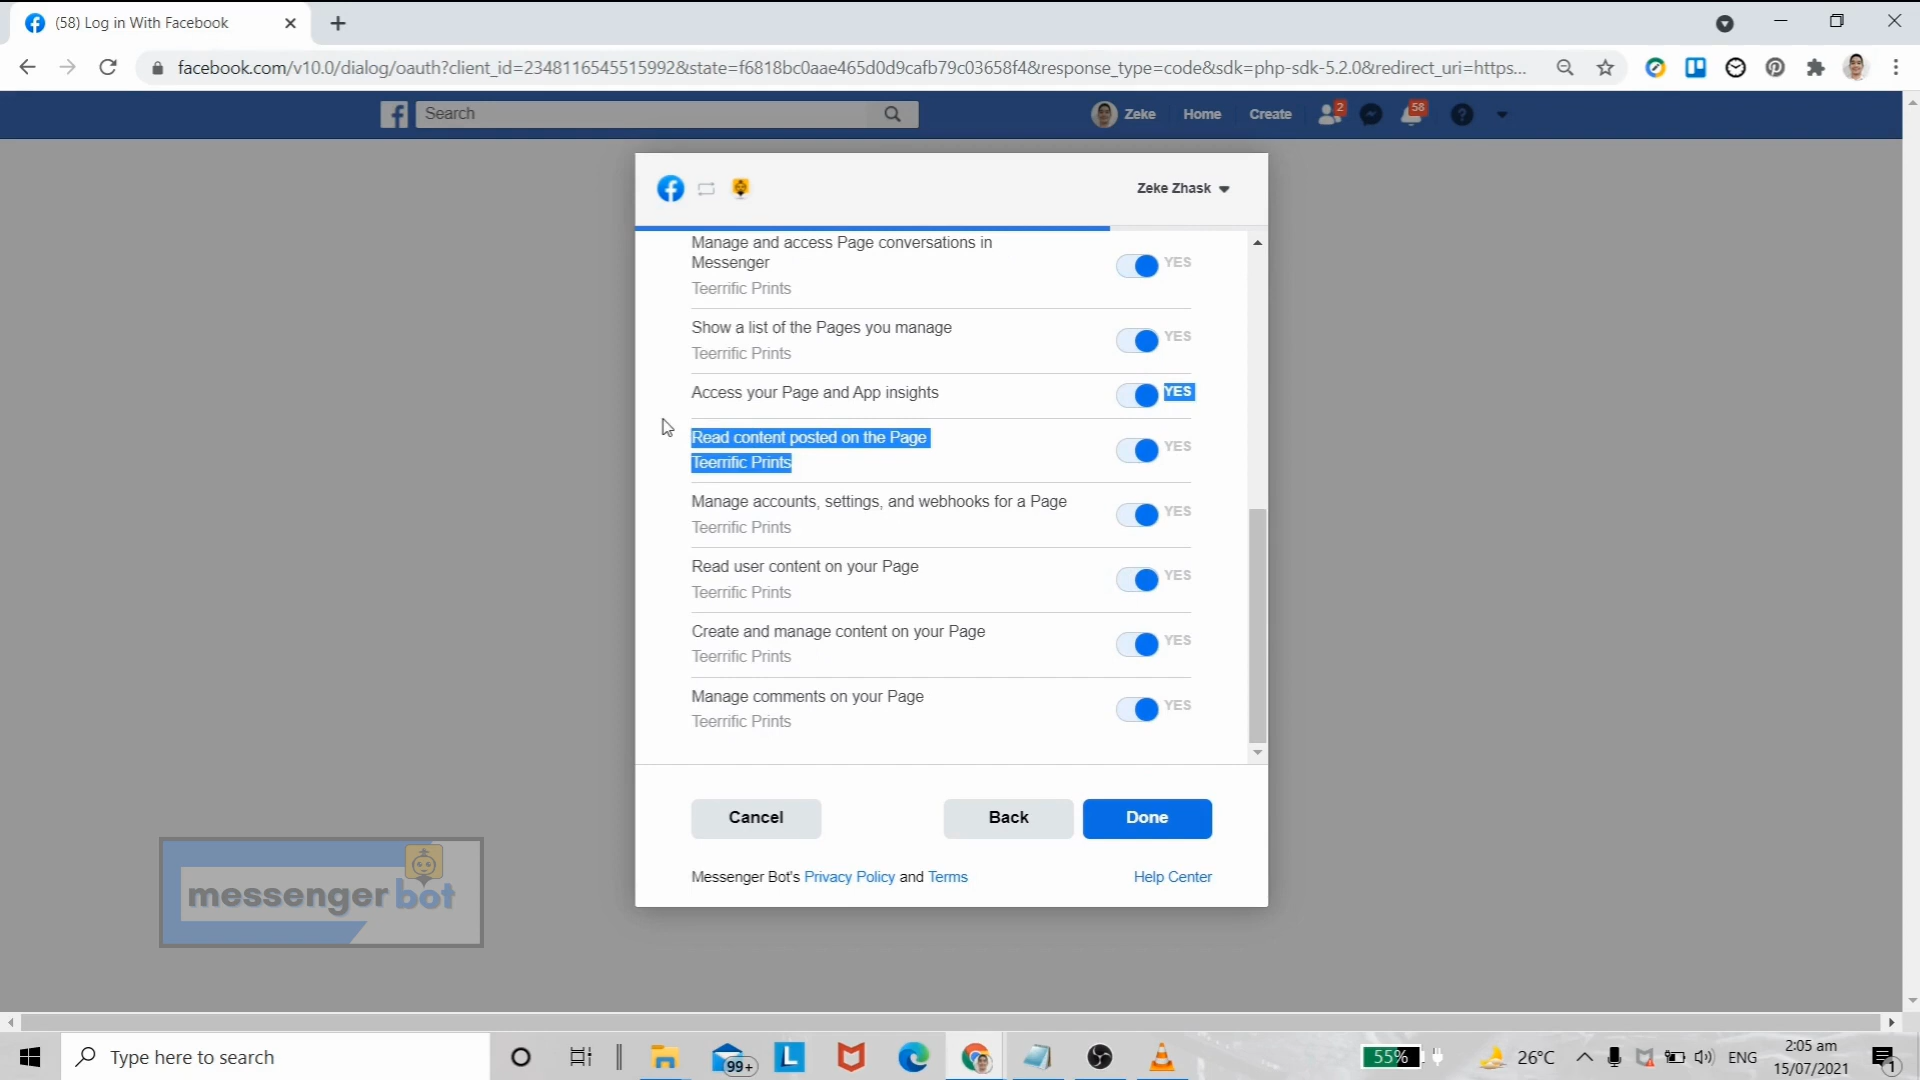 (58) Log in With Facebook
facebook.com/v10.0/dialog/oauth?client_id=2348116545515992&state=f6818bc0aae465d0d9cafb79c03658f4&response_type=code&sdk=php-sdk-5.2.0&redirect_uri=https...
Search
Zeke
Home
Create
2
58
Zeke Zhask
Manage and access Page conversations in
Messenger
YES
Teerrific Prints
Show a list of the Pages you manage
YES
Teerrific Prints
Access your Page and App insights
YES
Read content posted on the Page
YES
Teerrific Prints
Manage accounts, settings, and webhooks for a Page
YES
Teerrific Prints
Read user content on your Page
YES
Teerrific Prints
Create and manage content on your Page
YES
Teerrific Prints
Manage comments on your Page
YES
Teerrific Prints
Cancel
Back
Done
Messenger Bot's Privacy Policy and Terms
Help Center
messenger bot
Type here to search
99+
L
55%
26°C
ENG
2:05 am
15/07/2021
1